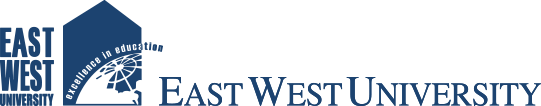 EAST
WEST
UNIVERSITY
excellence in education
EAST WEST UNIVERSITY